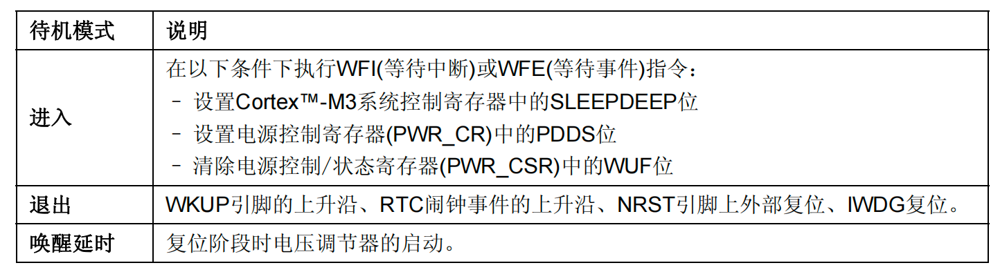 待机模式 说明
进入
在以下条件下执行WFI(等待中断)或WFE(等待事件)指令：
– 设置Cortex™-M3系统控制寄存器中的SLEEPDEEP位
– 设置电源控制寄存器(PWR_CR)中的PDDS位
– 清除电源控制/状态寄存器(PWR_CSR)中的WUF位
退出 WKUP引脚的上升沿、RTC闹钟事件的上升沿、NRST引脚上外部复位、IWDG复位。
唤醒延时 复位阶段时电压调节器的启动。